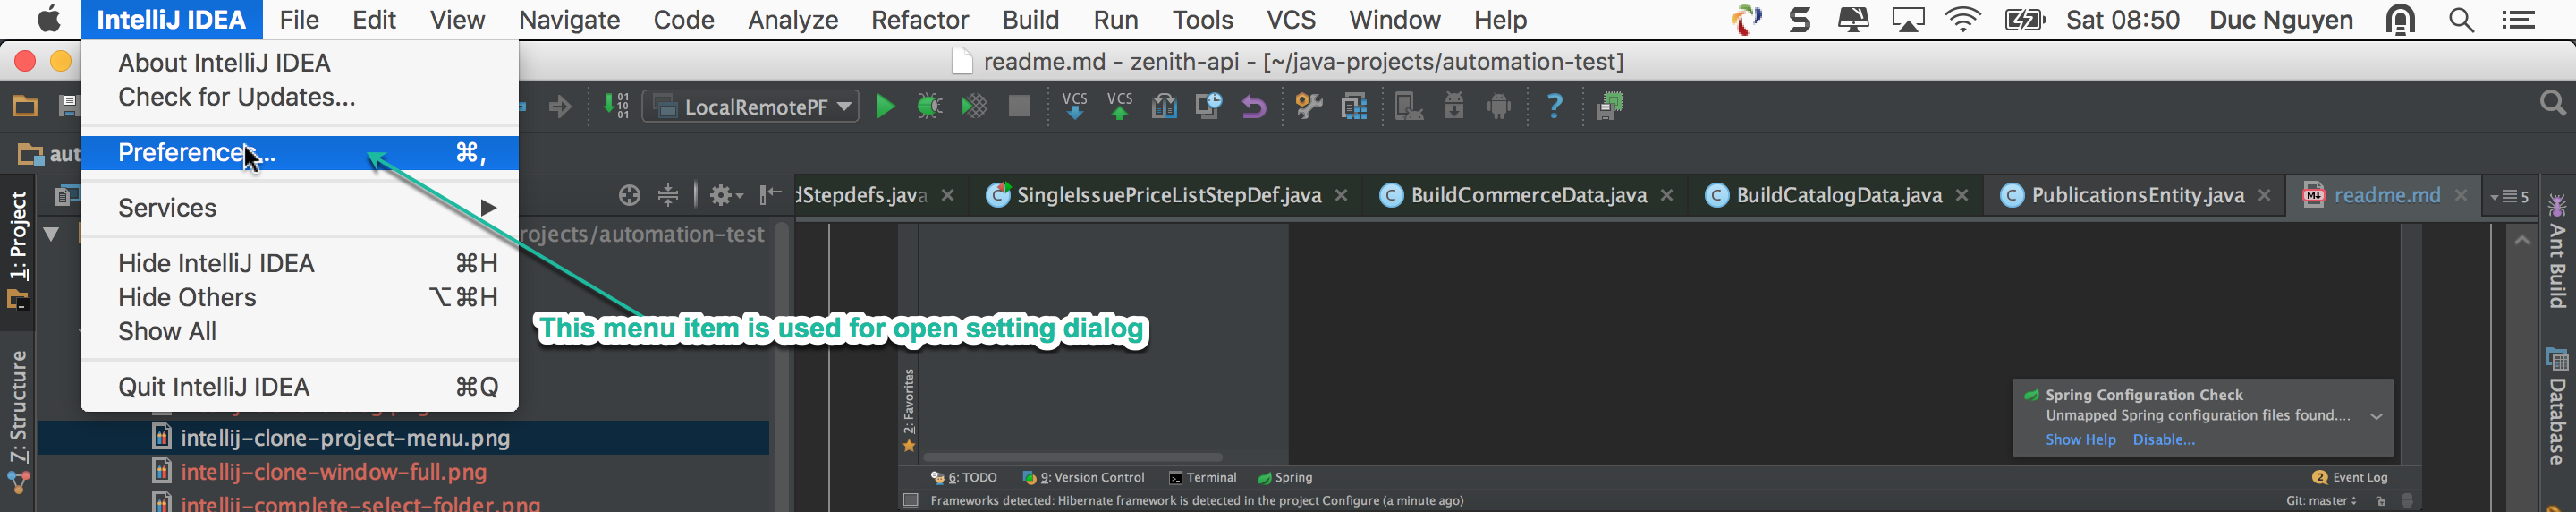 IntelliJ IDEA File Edit View Navigate Code Analyze Refactor Build Run Tools VCS Window Help Sat 08:50 Duc Nguyen
About IntelliJ IDEA
readme.md - zenith-api - [~/java-projects/automation-test]
Check for Updates...
LocalRemotePF
VCS VCS
?
aut
Preferences... ⌘,
1: Project
dStepdefs.java
SingleIssuePriceListStepDef.java
BuildCommerceData.java
BuildCatalogData.java
PublicationsEntity.java
readme.md
5
Services
rojects/automation-test
Hide IntelliJ IDEA ⌘H
Hide Others ⌥⌘H
Show All
Quit IntelliJ IDEA ⌘Q
This menu item is used for open setting dialog
Ant Build
Database
Z: Structure
2: Favorites
intellij-clone-project-menu.png
intellij-clone-window-full.png
intellij-complete-select-folder.png
Spring Configuration Check
Unmapped Spring configuration files found....
Show Help Disable...
6: TODO 9: Version Control Terminal Spring
2 Event Log
Frameworks detected: Hibernate framework is detected in the project Configure (a minute ago)
Git: master